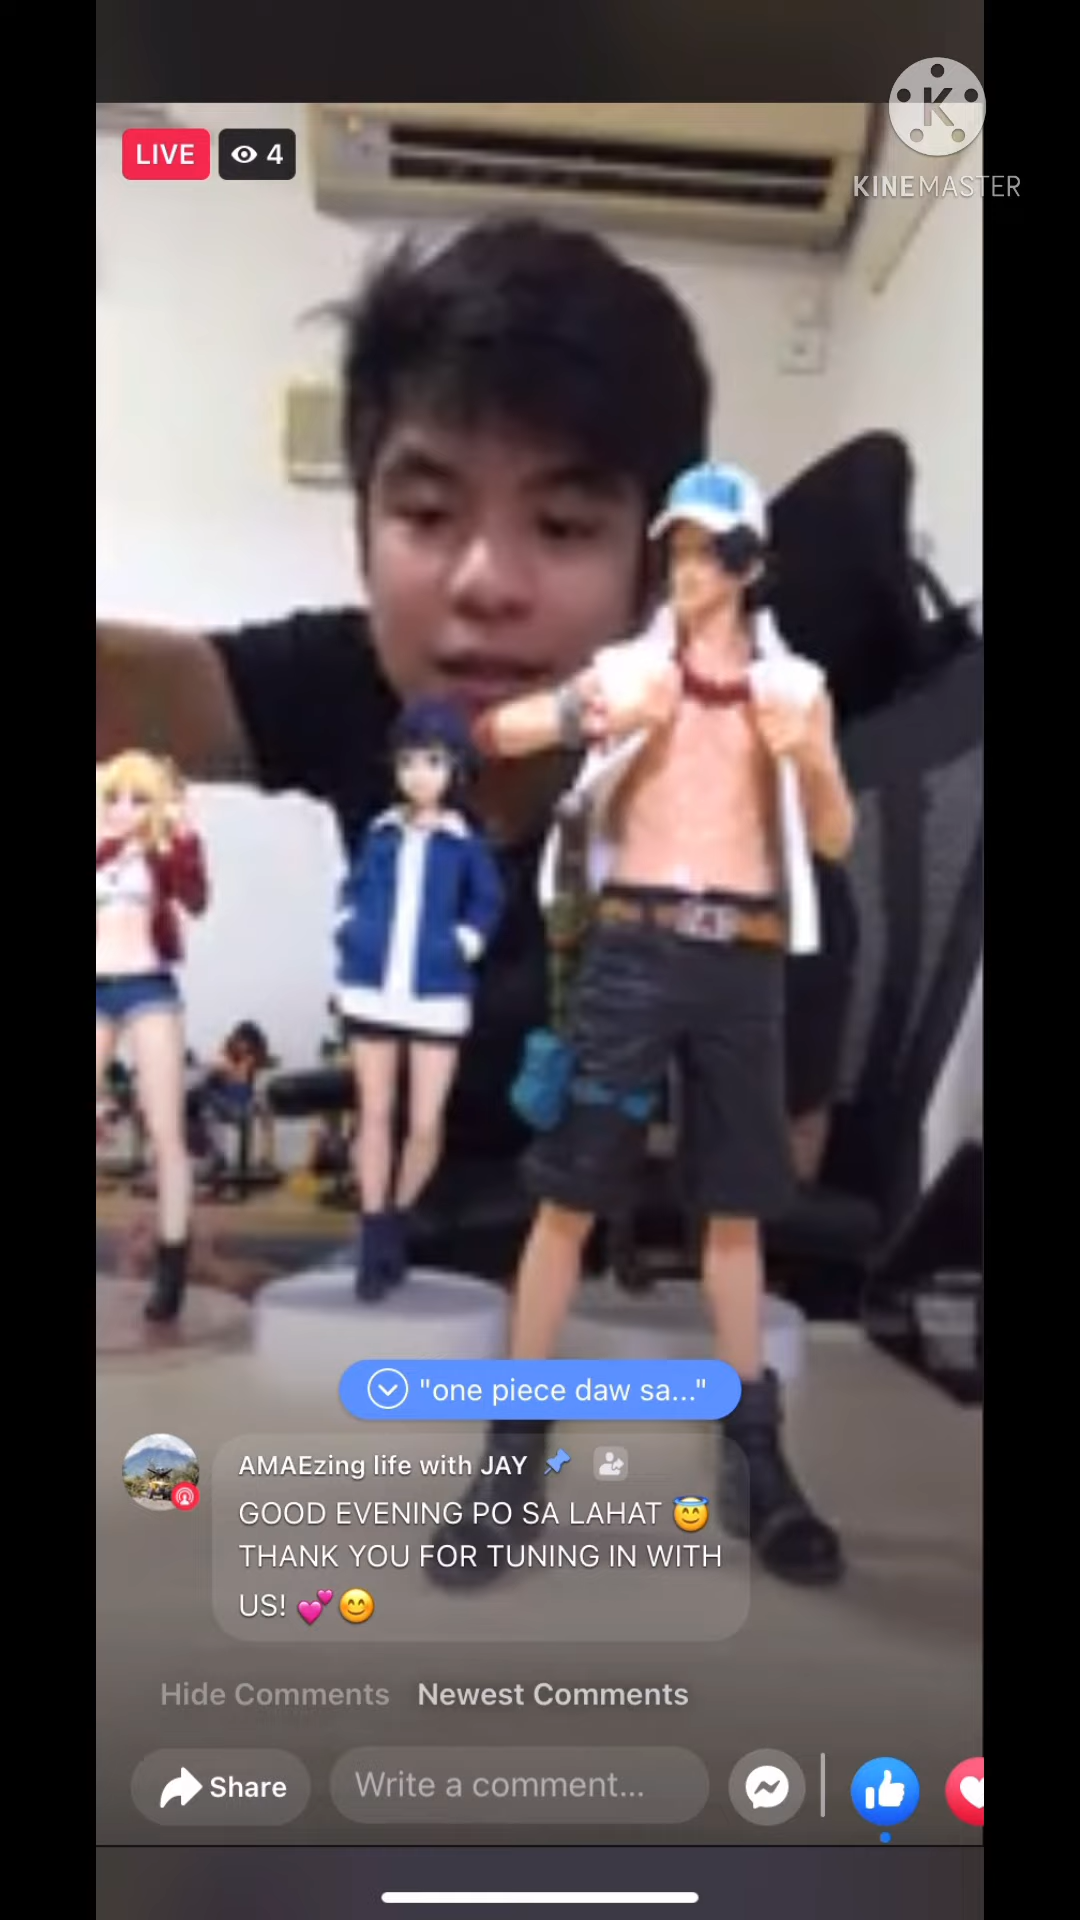 LIVE 4
K
KINEMASTER
"one piece daw sa..."
AMAEzing life with JAY
GOOD EVENING PO SA LAHAT 😇
THANK YOU FOR TUNING IN WITH
US! 💕😊
Hide Comments Newest Comments
Share Write a comment...